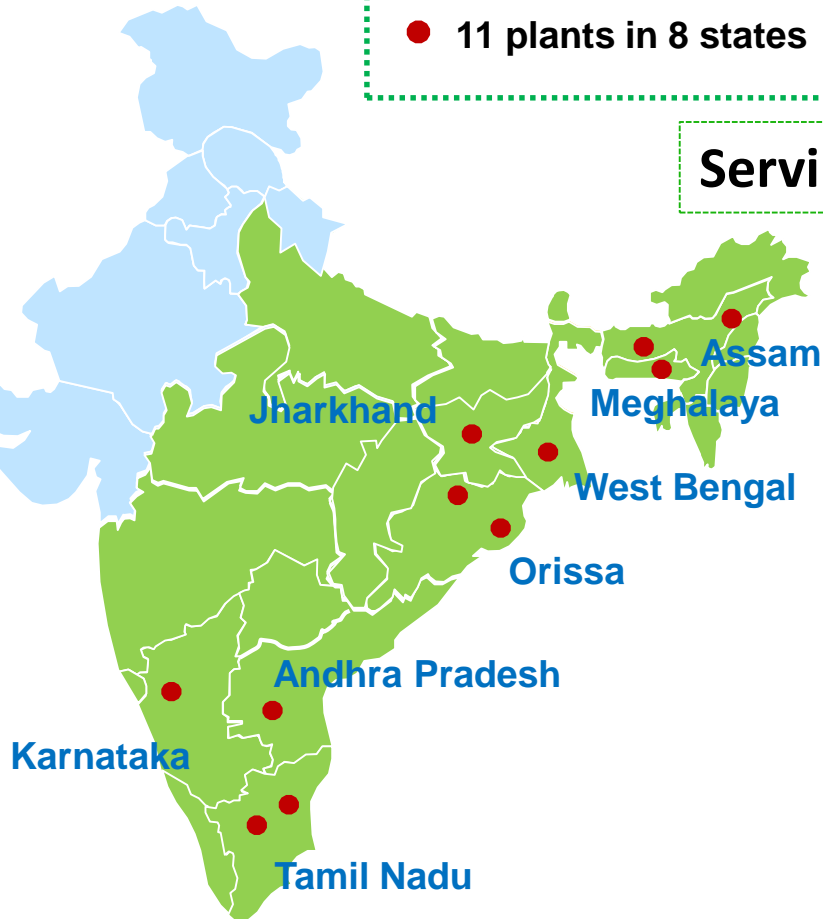 11 plants in 8 states
Servi
Assam
Meghalaya
Jharkhand
West Bengal
Orissa
Andhra Pradesh
Karnataka
Tamil Nadu